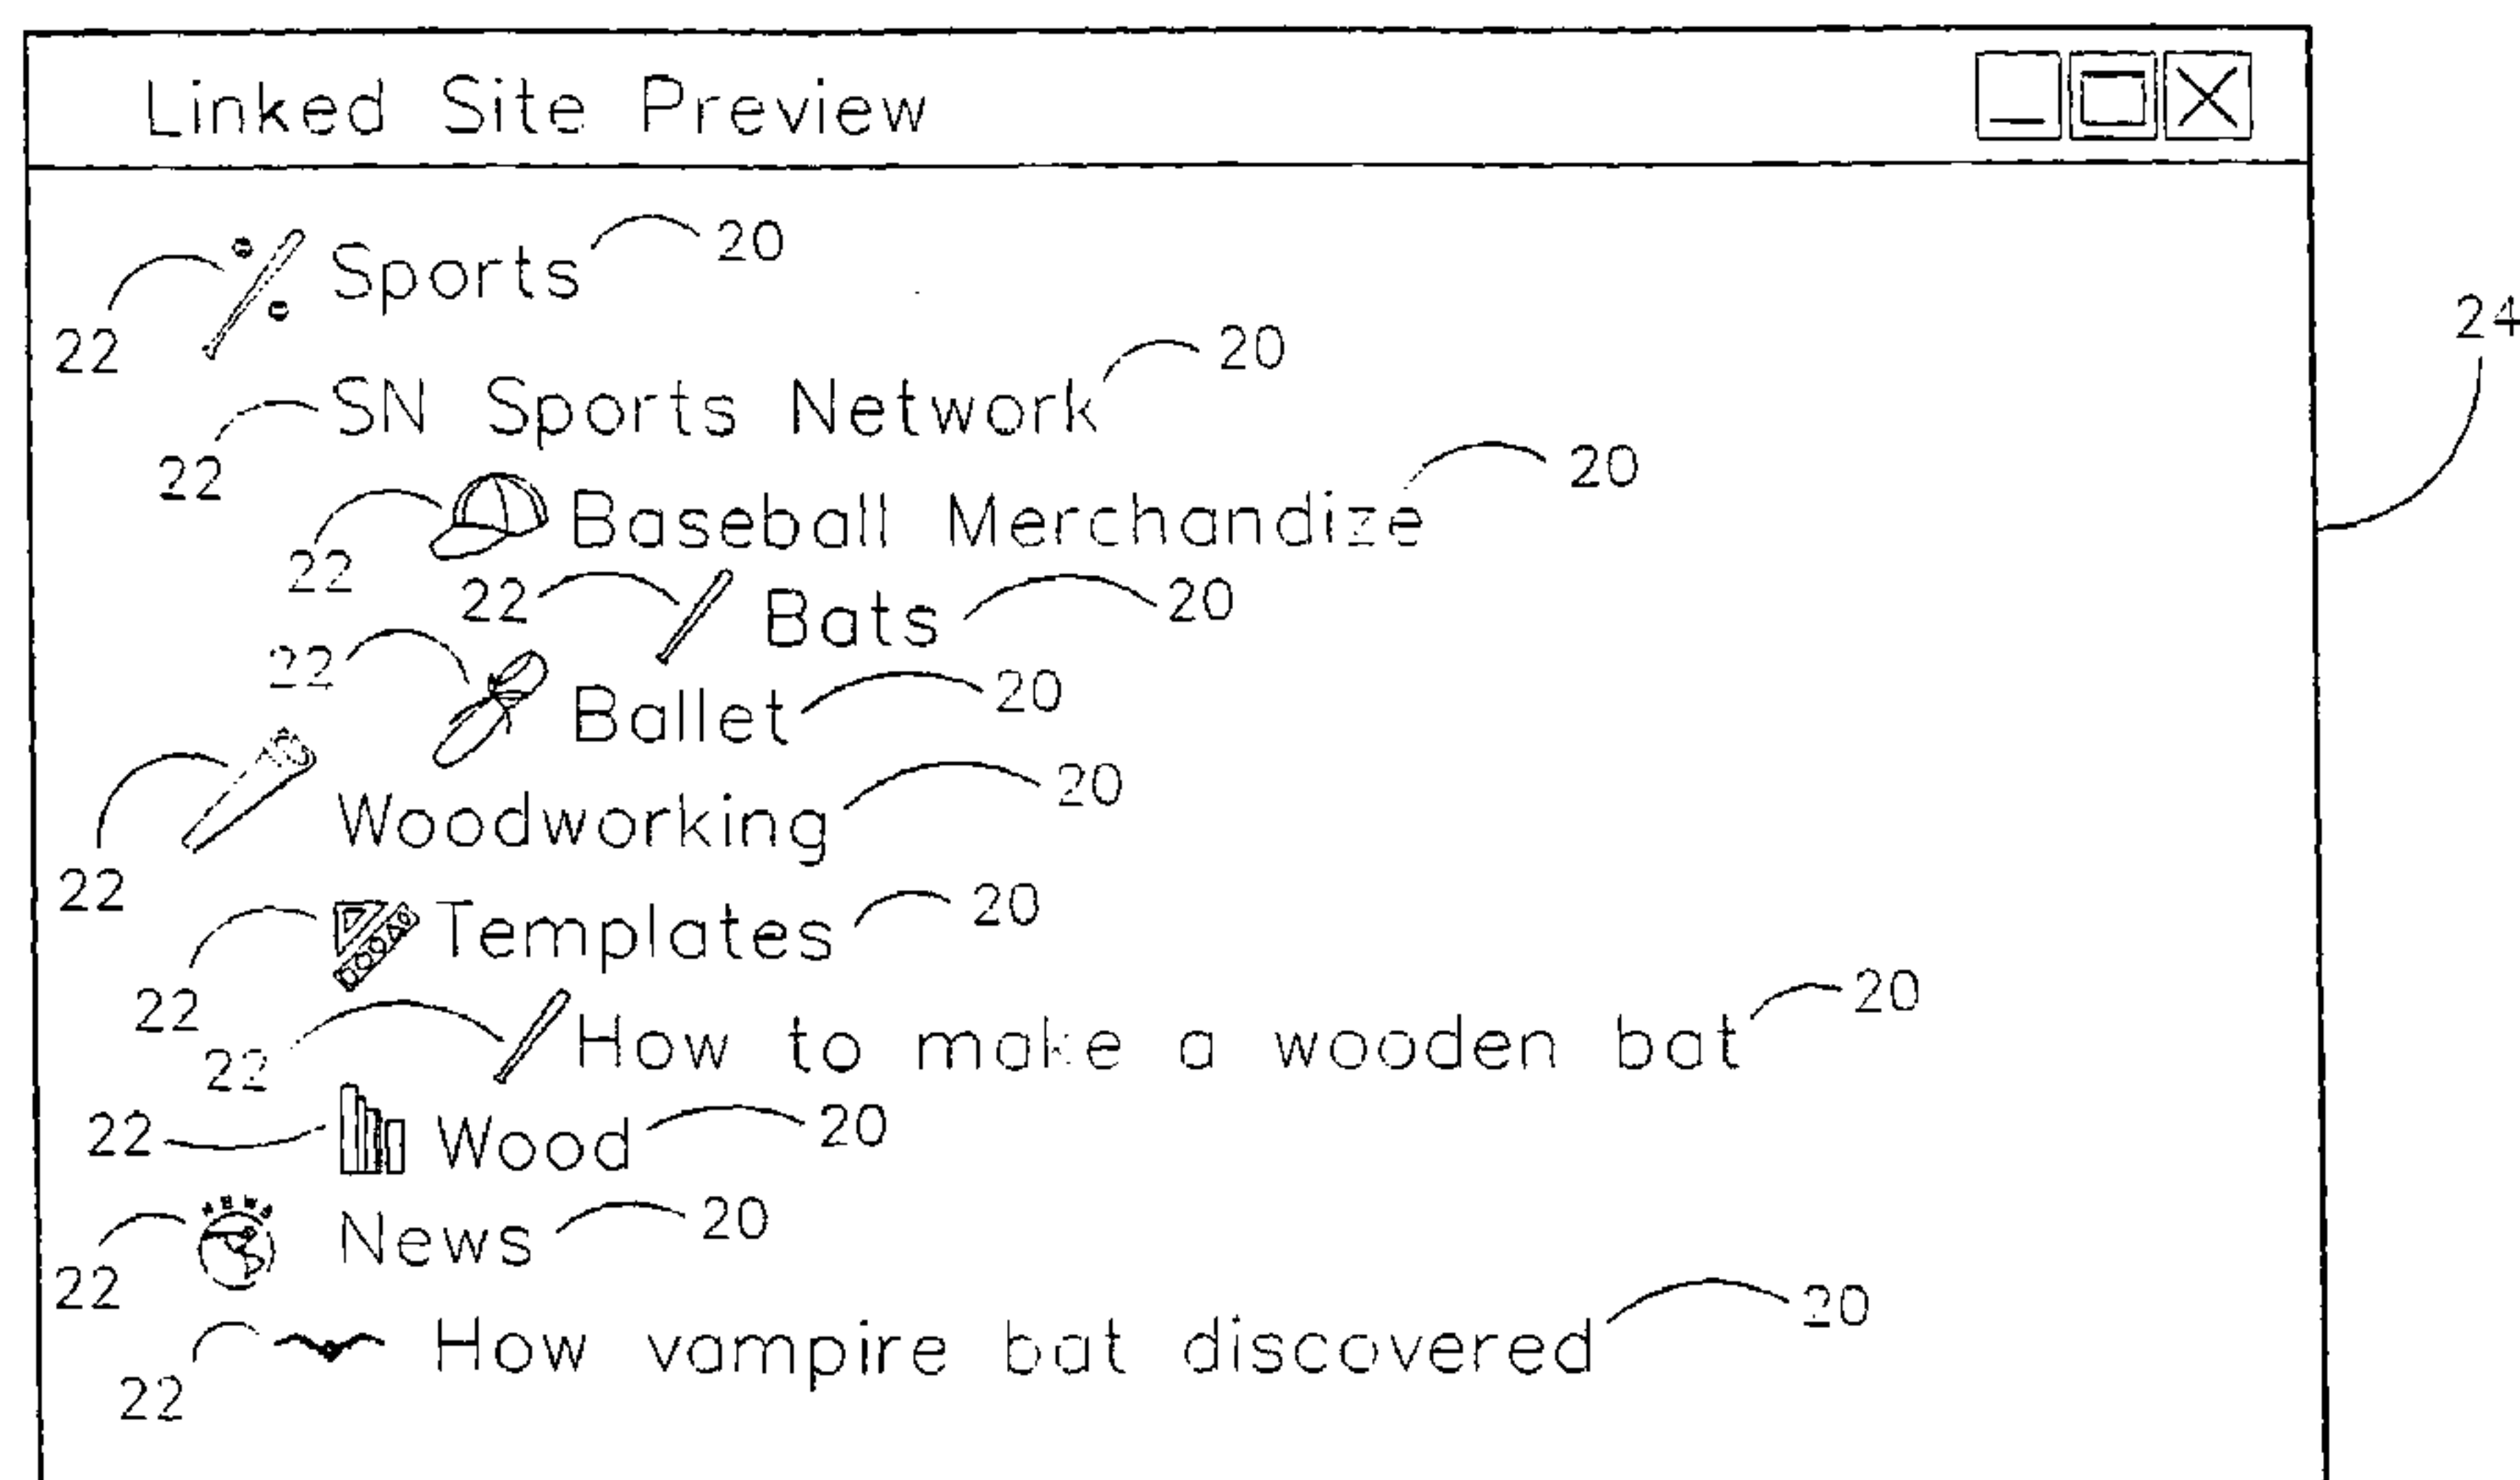 Linked Site Preview
Sports 20
22
24
SN Sports Network 20
22
Baseball Merchandize 20
22
22 Bats 20
22
Ballet 20
Woodworking 20
22
Templates 20
22
How to make a wooden bat 20
22
22 Wood 20
News 20
22
How vampire bat discovered 20
22